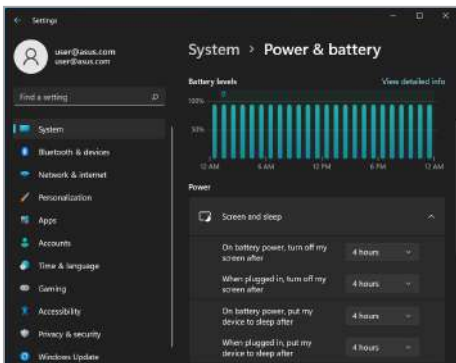 Settings
user@asus.com
user@asus.com
Find a setting
System
Bluetooth & devices
Network & internet
Personalization
Apps
Accounts
Time & language
Gaming
Accessibility
Privacy & security
Windows Update
System > Power & battery
Battery levels
View detailed info
100%
50%
12 AM 6 AM 12 PM 6 PM 12 AM
Power
Screen and sleep
On battery power, turn off my
screen after
4 hours
When plugged in, turn off my
screen after
4 hours
On battery power, put my
device to sleep after
4 hours
When plugged in, put my
device to sleep after
4 hours